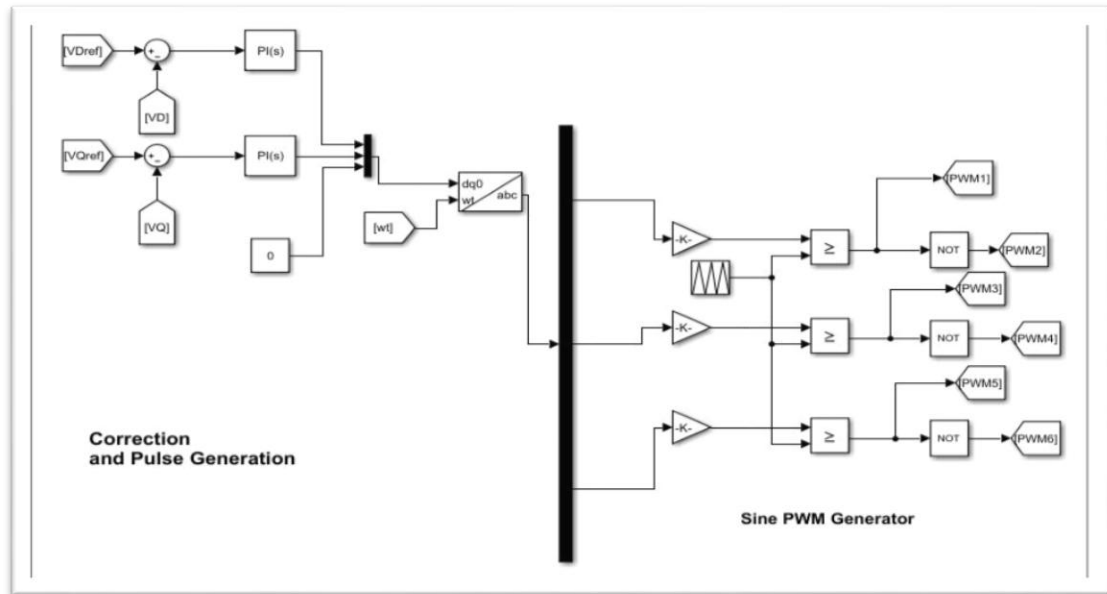 [VDref]
+
-
PI(s)
[VD]
[VQref]
+
-
PI(s)
[VQ]
0
[wt]
dq0
wt
abc
-K-
≥
[PWM1]
NOT
[PWM2]
-K-
≥
[PWM3]
NOT
[PWM4]
-K-
≥
[PWM5]
NOT
[PWM6]
Correction
and Pulse Generation
Sine PWM Generator